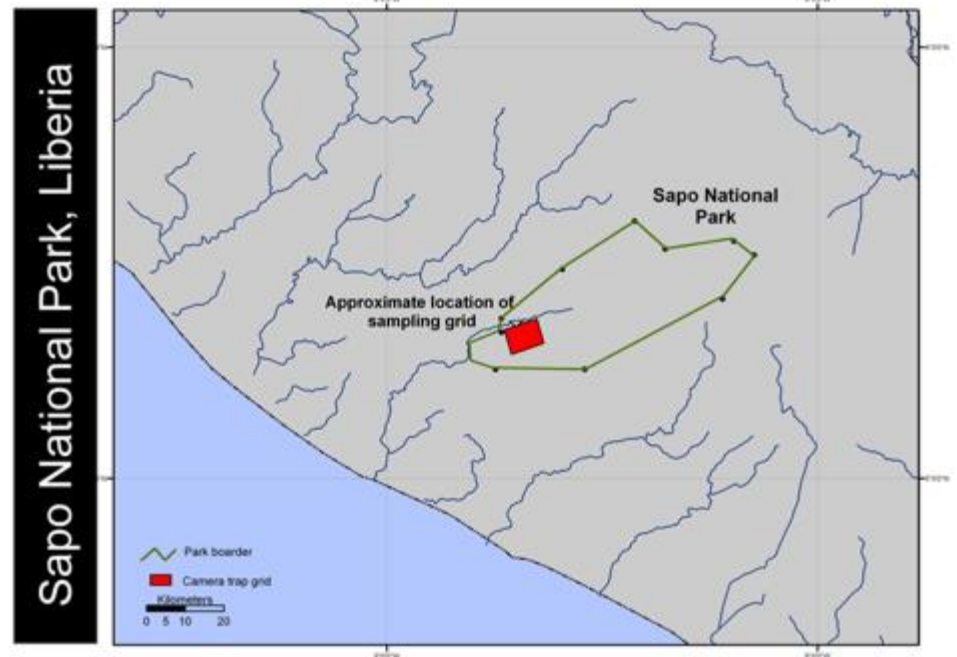 Sapo National Park, Liberia
Sapo National
Park
Approximate location of
sampling grid
Park boarder
Camera trap grid
Kilometers
0 5 10 20